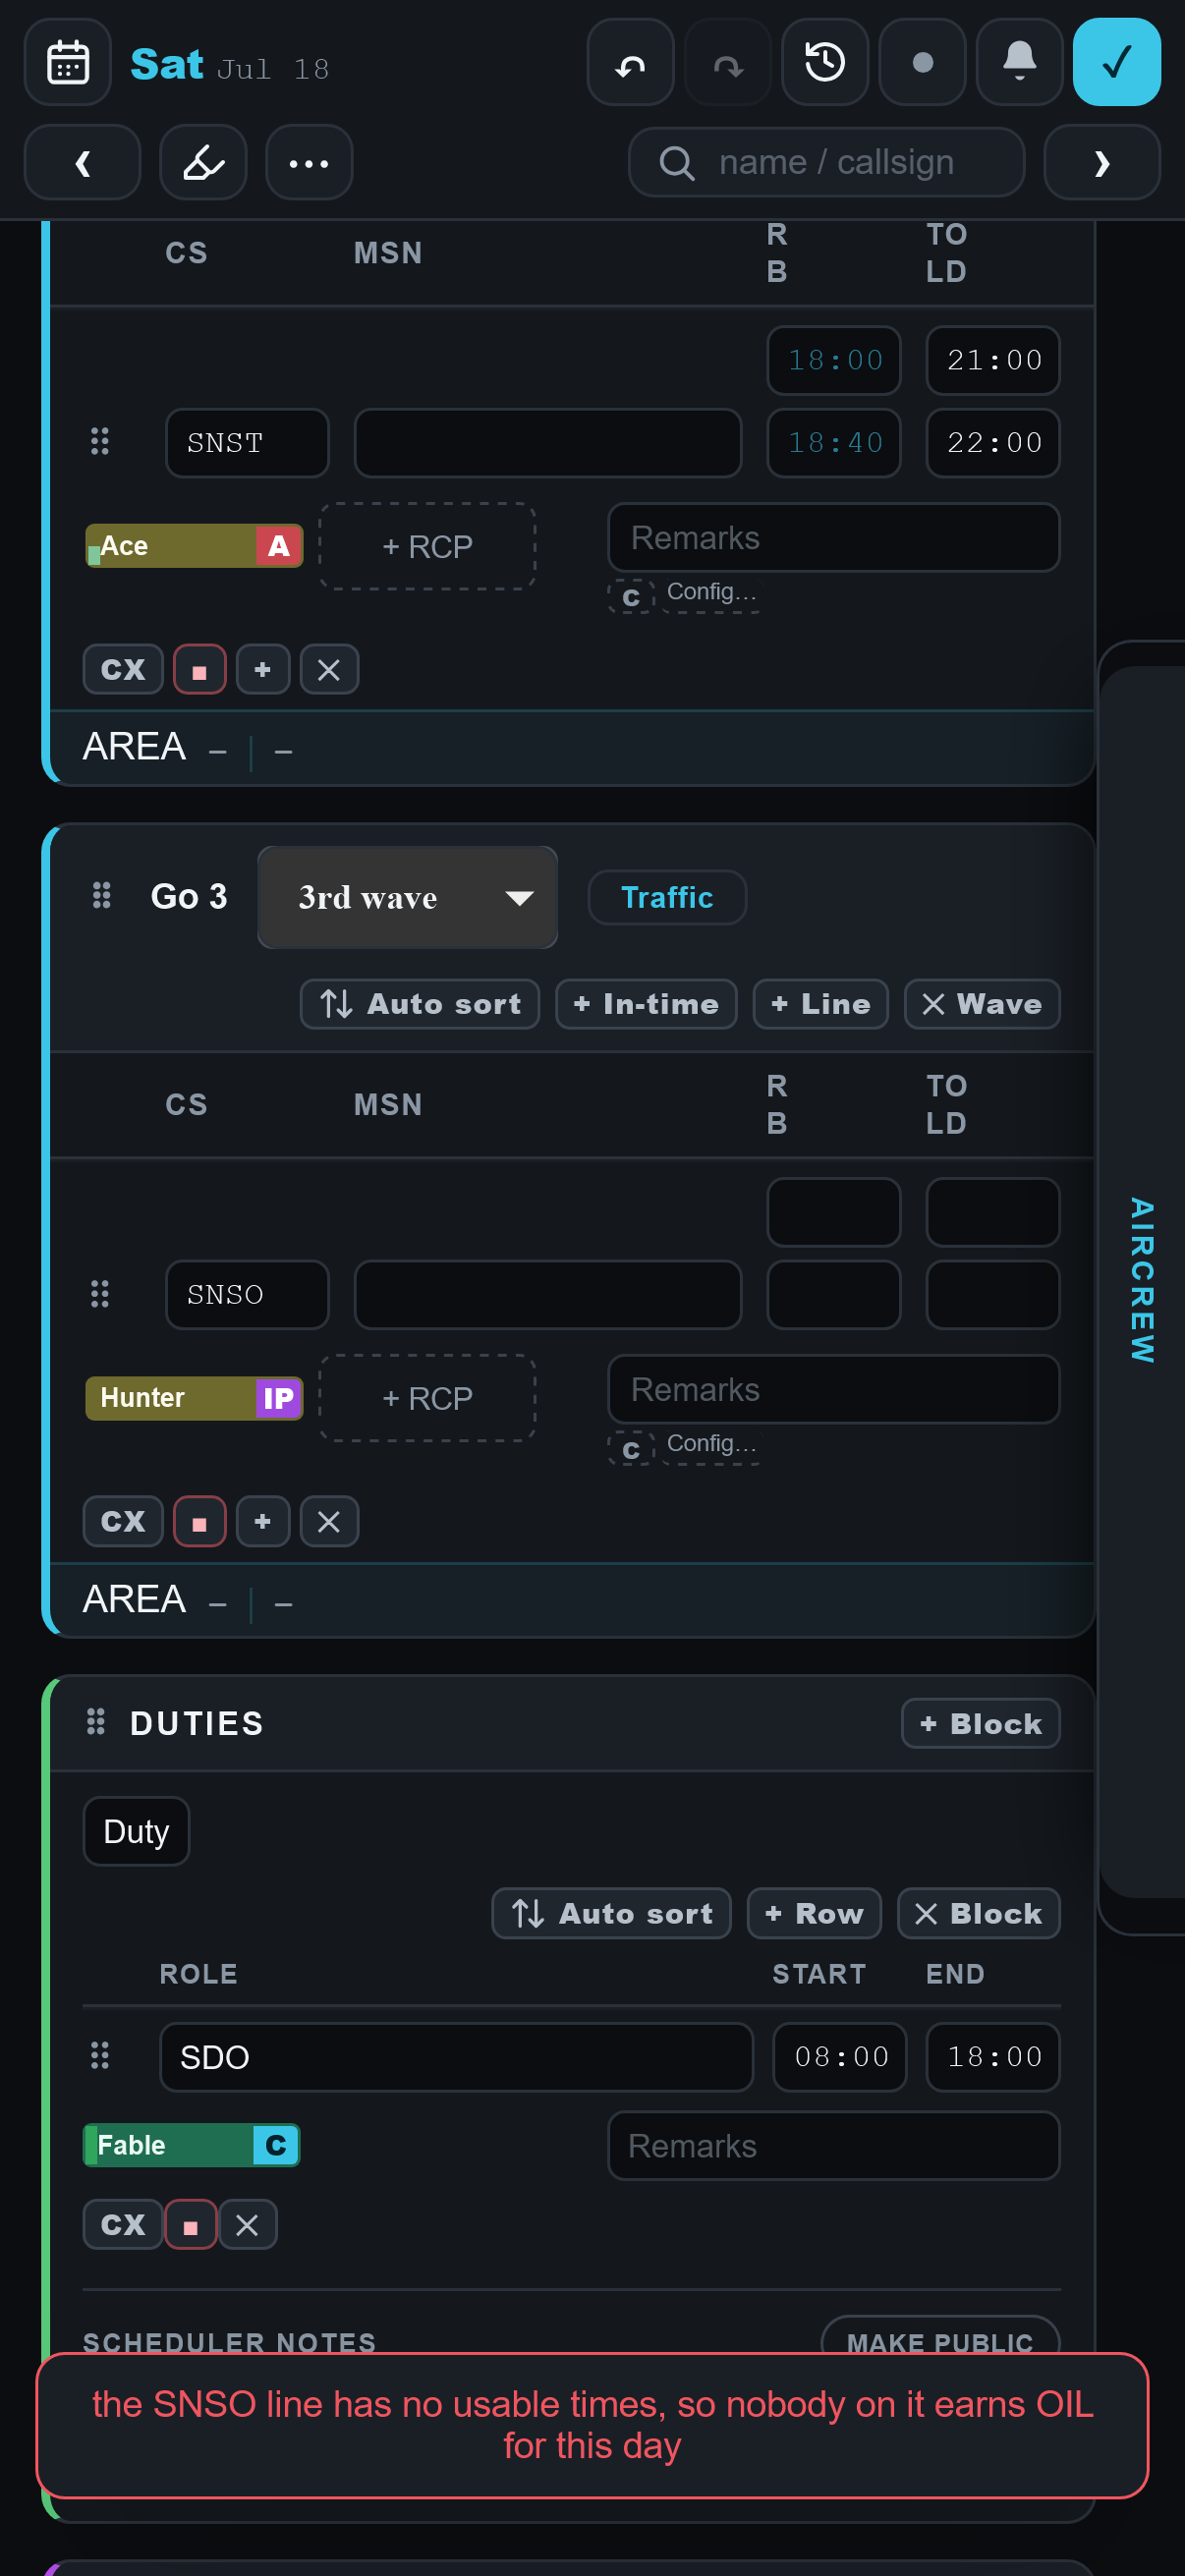 Sat Jul 18
name / callsign
CS MSN R TO
B LD
18:00 21:00
SNST 18:40 22:00
Ace A + RCP Remarks
C Config...
CX + ×
AREA – | –
Go 3 3rd wave Traffic
Auto sort + In-time + Line × Wave
CS MSN R TO
B LD
SNSO
Hunter IP + RCP Remarks
C Config...
CX + ×
AREA – | –
AIRCREW
DUTIES + Block
Duty
Auto sort + Row × Block
ROLE START END
SDO 08:00 18:00
Fable C Remarks
CX ×
SCHEDULER NOTES MAKE PUBLIC
the SNSO line has no usable times, so nobody on it earns OIL
for this day